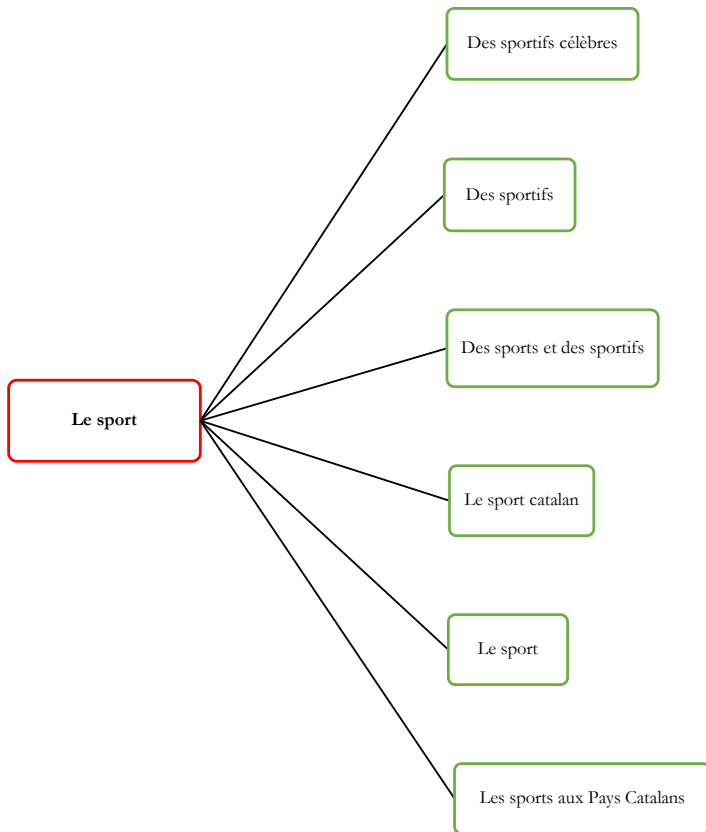 Des sportifs célèbres
Des sportifs
Des sports et des sportifs
Le sport
Le sport catalan
Le sport
Les sports aux Pays Catalans